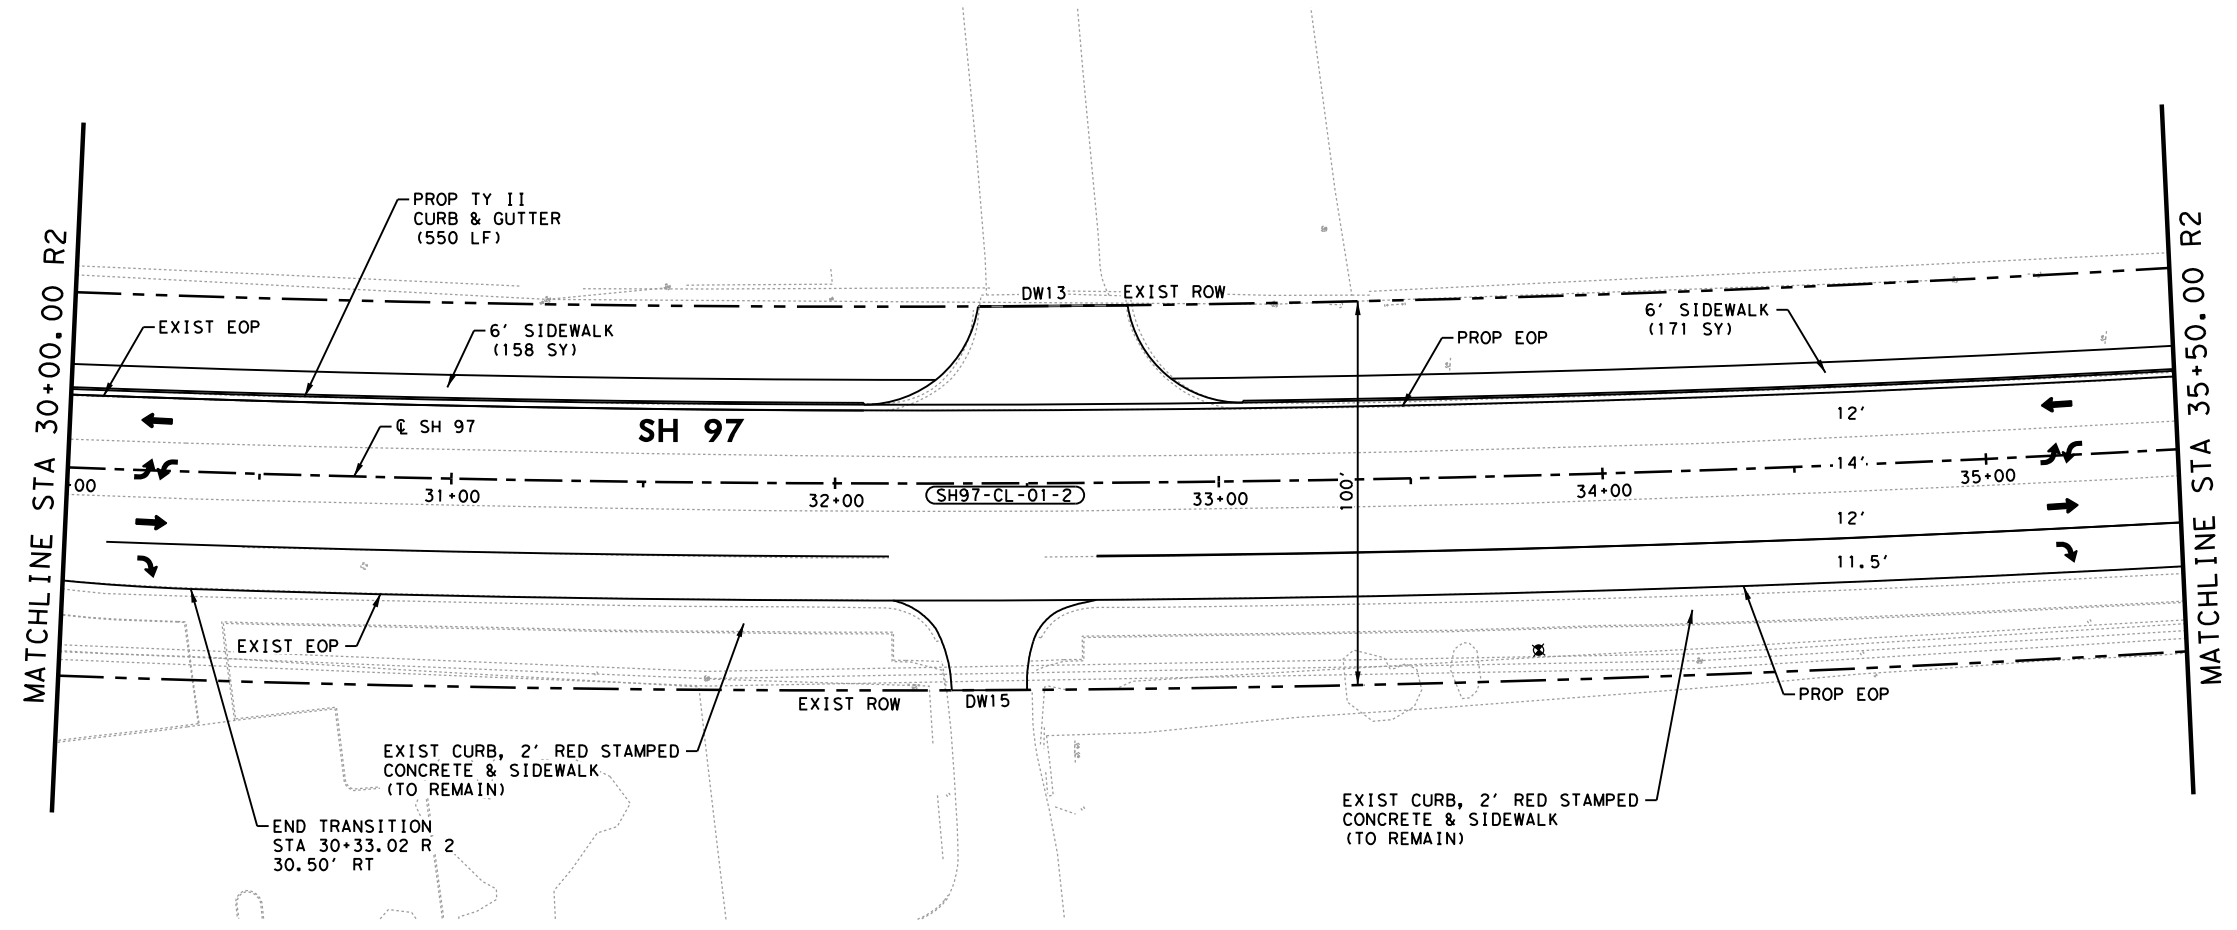 MATCHLINE STA 30+00.00 R2
PROP TY II
CURB & GUTTER
(550 LF)
EXIST EOP
6' SIDEWALK
(158 SY)
DW13
EXIST ROW
PROP EOP
6' SIDEWALK
(171 SY)
MATCHLINE STA 35+50.00 R2
℄ SH 97
SH 97
12'
14'
12'
11.5'
00
31+00
32+00
SH97-CL-01-2
33+00
100'
34+00
35+00
EXIST EOP
EXIST ROW
DW15
PROP EOP
EXIST CURB, 2' RED STAMPED
CONCRETE & SIDEWALK
(TO REMAIN)
END TRANSITION
STA 30+33.02 R 2
30.50' RT
EXIST CURB, 2' RED STAMPED
CONCRETE & SIDEWALK
(TO REMAIN)